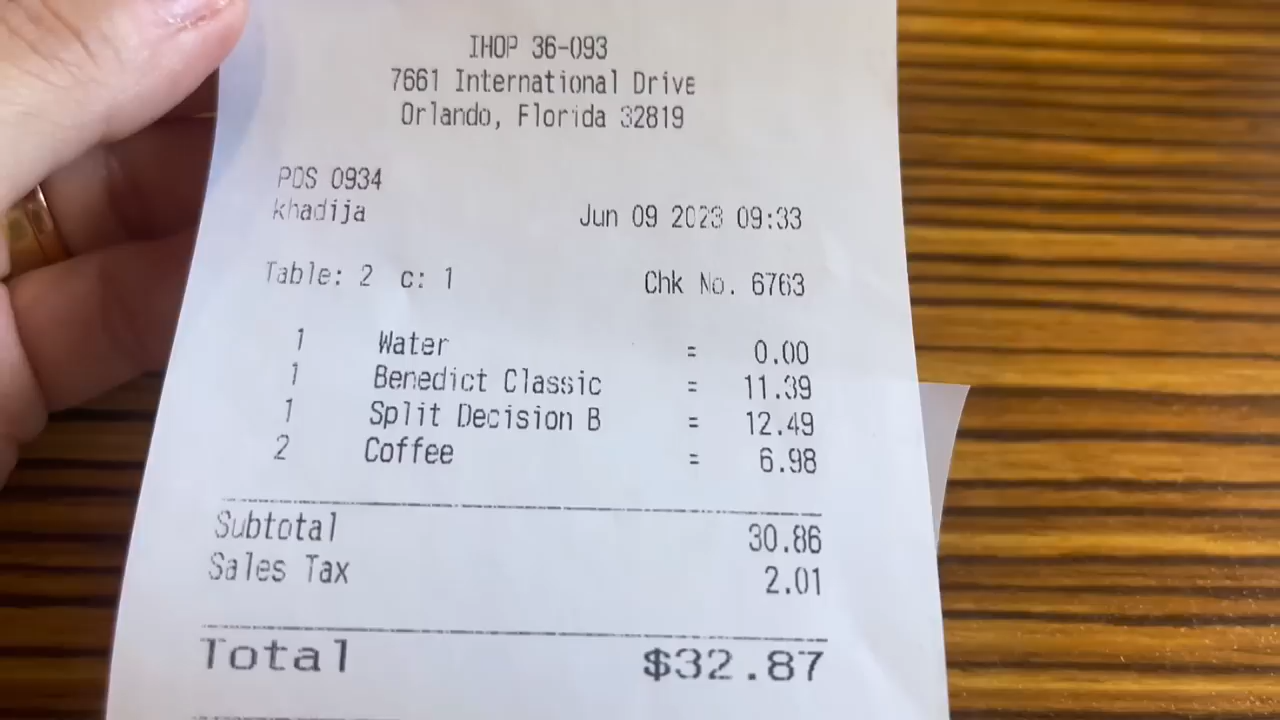 IHOP 36-093
7661 International Drive
Orlando, Florida 32819
POS 0934
khadija
Jun 09 2023 09:33
Table: 2 c: 1 Chk No. 6763
1 Water = 0.00
1 Benedict Classic = 11.39
1 Split Decision B = 12.49
2 Coffee = 6.98
Subtotal 30.86
Sales Tax 2.01
Total $32.87